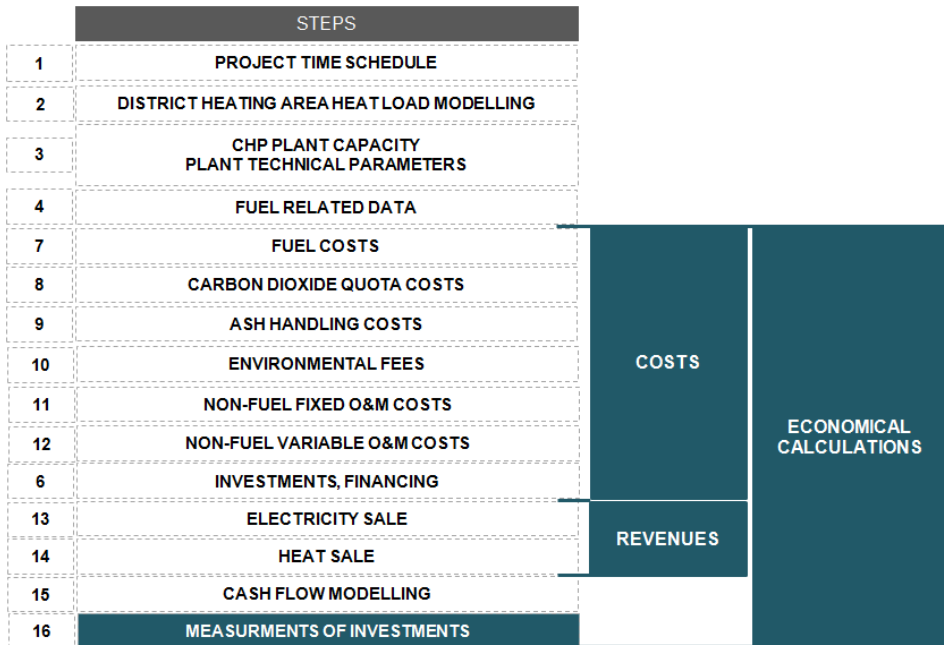 STEPS
1 PROJECT TIME SCHEDULE
2 DISTRICT HEATING AREA HEAT LOAD MODELLING
3 CHP PLANT CAPACITY
PLANT TECHNICAL PARAMETERS
4 FUEL RELATED DATA
7 FUEL COSTS
8 CARBON DIOXIDE QUOTA COSTS
9 ASH HANDLING COSTS
10 ENVIRONMENTAL FEES
11 NON-FUEL FIXED O&M COSTS
12 NON-FUEL VARIABLE O&M COSTS
6 INVESTMENTS, FINANCING
13 ELECTRICITY SALE
14 HEAT SALE
15 CASH FLOW MODELLING
16 MEASURMENTS OF INVESTMENTS
COSTS
REVENUES
ECONOMICAL
CALCULATIONS